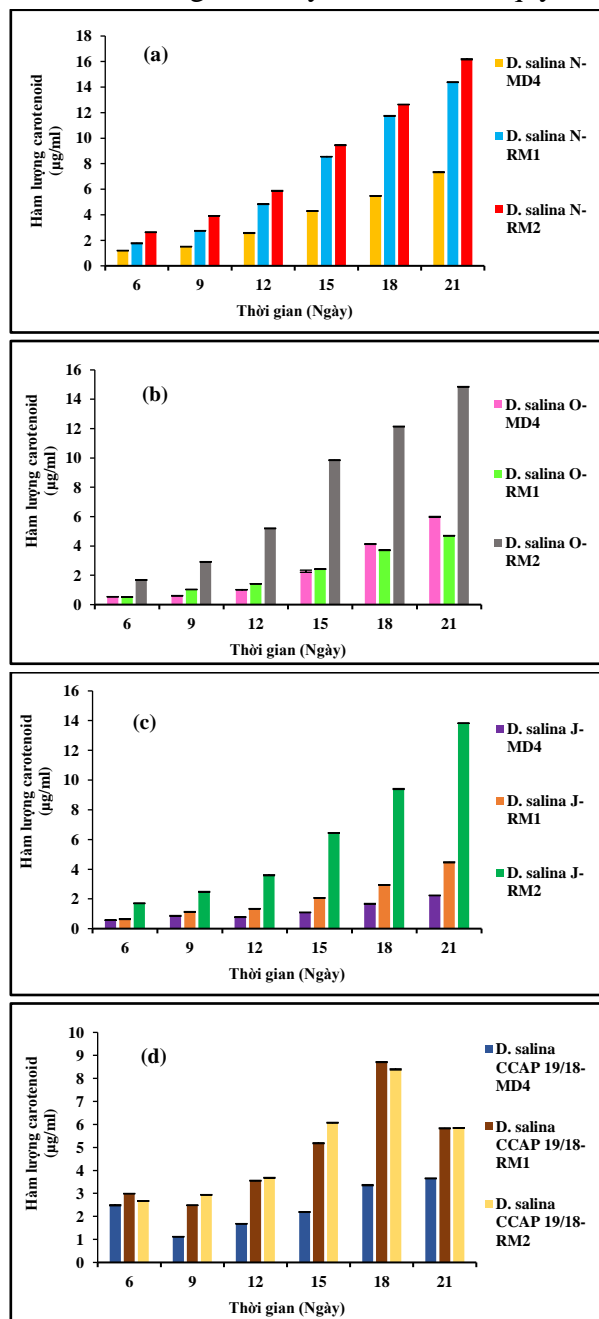 (a)
Hàm lượng carotenoid
(µg/ml)
18
16
14
12
10
8
6
4
2
0
6 9 12 15 18 21
Thời gian (Ngày)
D. salina N-
MD4
D. salina N-
RM1
D. salina N-
RM2
(b)
Hàm lượng carotenoid
(µg/ml)
16
14
12
10
8
6
4
2
0
6 9 12 15 18 21
Thời gian (Ngày)
D. salina O-
MD4
D. salina O-
RM1
D. salina O-
RM2
(c)
Hàm lượng carotenoid
(µg/ml)
16
14
12
10
8
6
4
2
0
6 9 12 15 18 21
Thời gian (Ngày)
D. salina J-
MD4
D. salina J-
RM1
D. salina J-
RM2
(d)
Hàm lượng carotenoid
(µg/ml)
10
9
8
7
6
5
4
3
2
1
0
6 9 12 15 18 21
Thời gian (Ngày)
D. salina
CCAP 19/18-
MD4
D. salina
CCAP 19/18-
RM1
D. salina
CCAP 19/18-
RM2